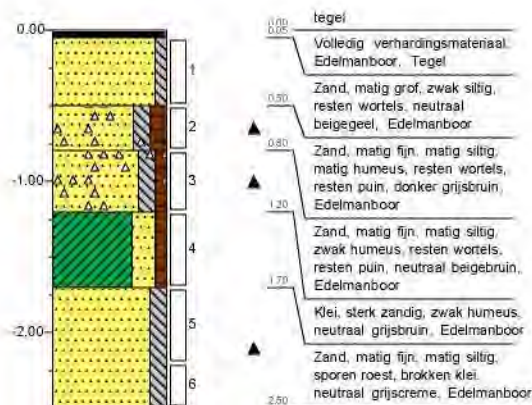 0.00
-1.00
-2.00
1
2
3
4
5
6
0.00
0.05
0.50
0.80
1.20
1.70
2.50
tegel
Volledig verhardingsmateriaal.
Edelmanboor, Tegel
Zand, matig grof, zwak siltig,
resten wortels, neutraal
beigegeel, Edelmanboor
Zand, matig fijn, matig siltig,
matig humeus, resten wortels,
resten puin, donker grijsbruin,
Edelmanboor
Zand, matig fijn, matig siltig,
zwak humeus, resten wortels,
resten puin, neutraal beigebruin,
Edelmanboor
Klei, sterk zandig, zwak humeus,
neutraal grijsbruin, Edelmanboor
Zand, matig fijn, matig siltig,
sporen roest, brokken klei,
neutraal grijscreme, Edelmanboor